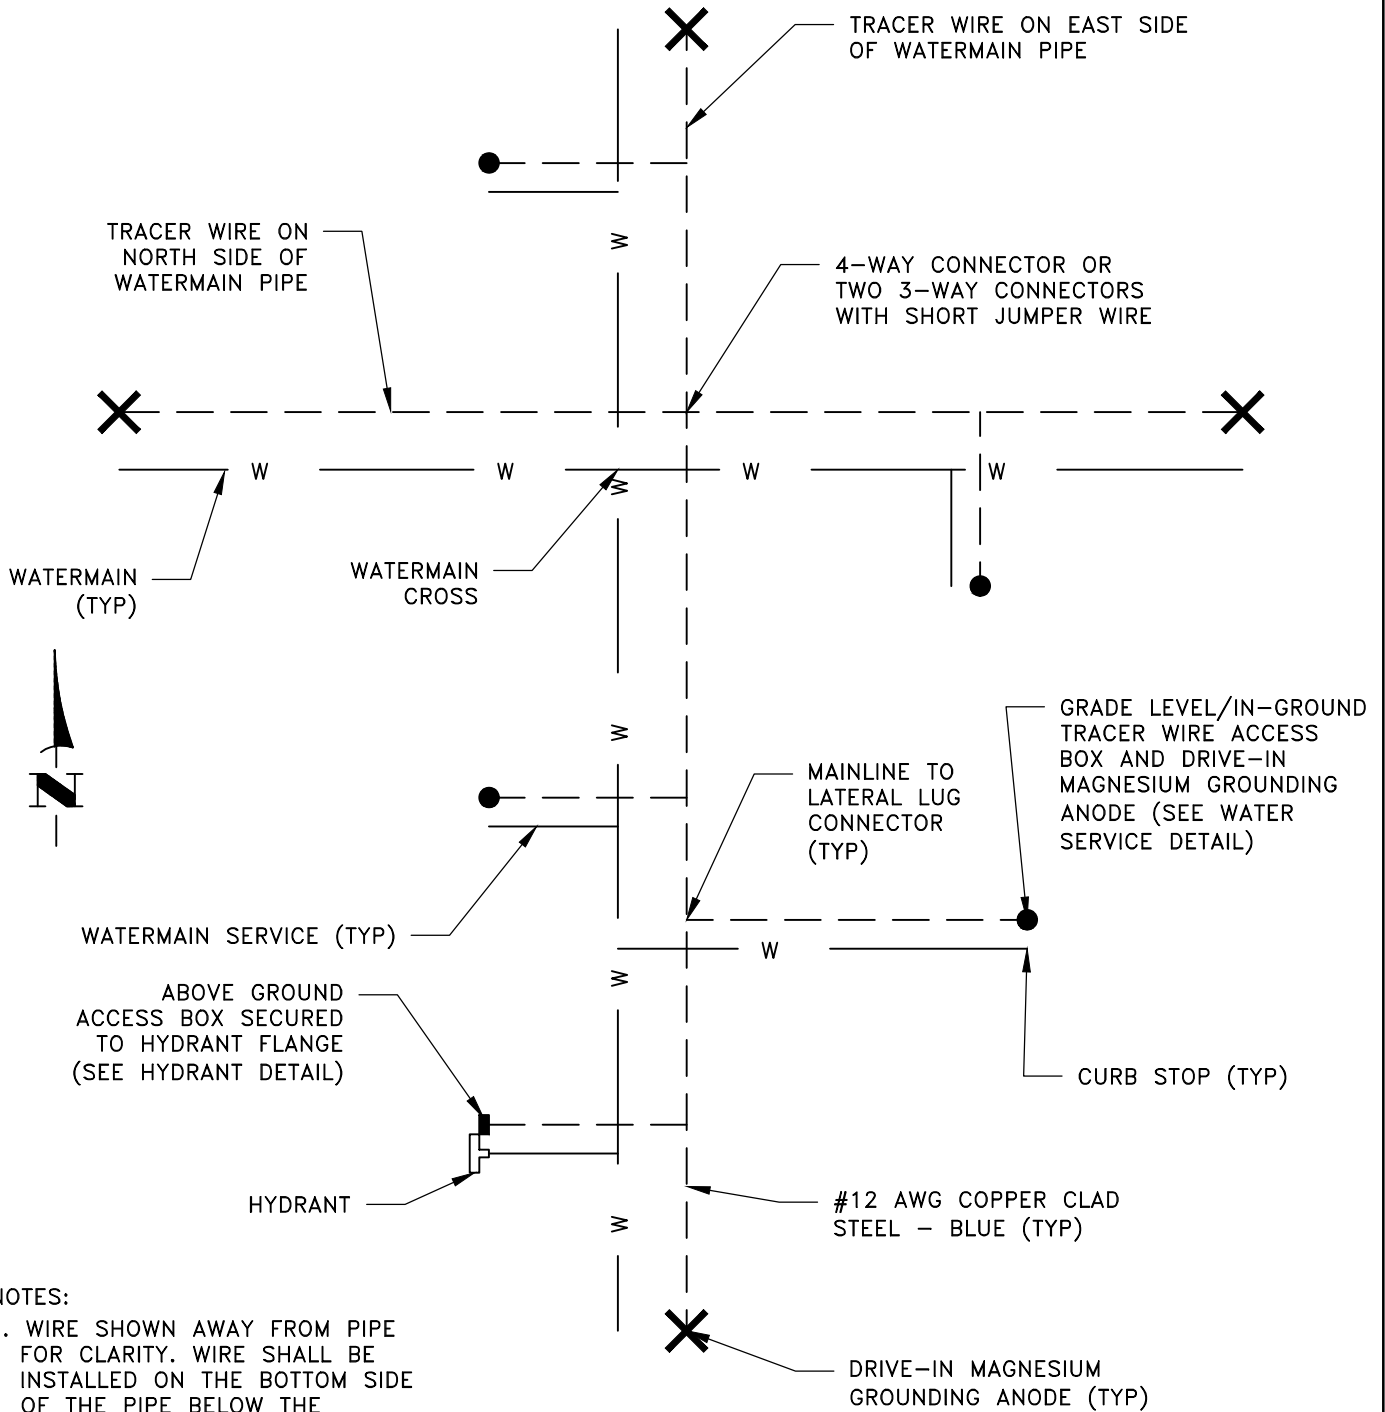 TRACER WIRE ON EAST SIDE
OF WATERMAIN PIPE
TRACER WIRE ON
NORTH SIDE OF
WATERMAIN PIPE
W
4-WAY CONNECTOR OR
TWO 3-WAY CONNECTORS
WITH SHORT JUMPER WIRE
W
W
W
W
W
WATERMAIN
(TYP)
WATERMAIN
CROSS
N
W
GRADE LEVEL/IN-GROUND
TRACER WIRE ACCESS
BOX AND DRIVE-IN
MAGNESIUM GROUNDING
ANODE (SEE WATER
SERVICE DETAIL)
MAINLINE TO
LATERAL LUG
CONNECTOR
(TYP)
WATERMAIN SERVICE (TYP)
W
W
ABOVE GROUND
ACCESS BOX SECURED
TO HYDRANT FLANGE
(SEE HYDRANT DETAIL)
CURB STOP (TYP)
HYDRANT
W
#12 AWG COPPER CLAD
STEEL - BLUE (TYP)
NOTES:
. WIRE SHOWN AWAY FROM PIPE
FOR CLARITY. WIRE SHALL BE
INSTALLED ON THE BOTTOM SIDE
OF THE PIPE BELOW THE
DRIVE-IN MAGNESIUM
GROUNDING ANODE (TYP)